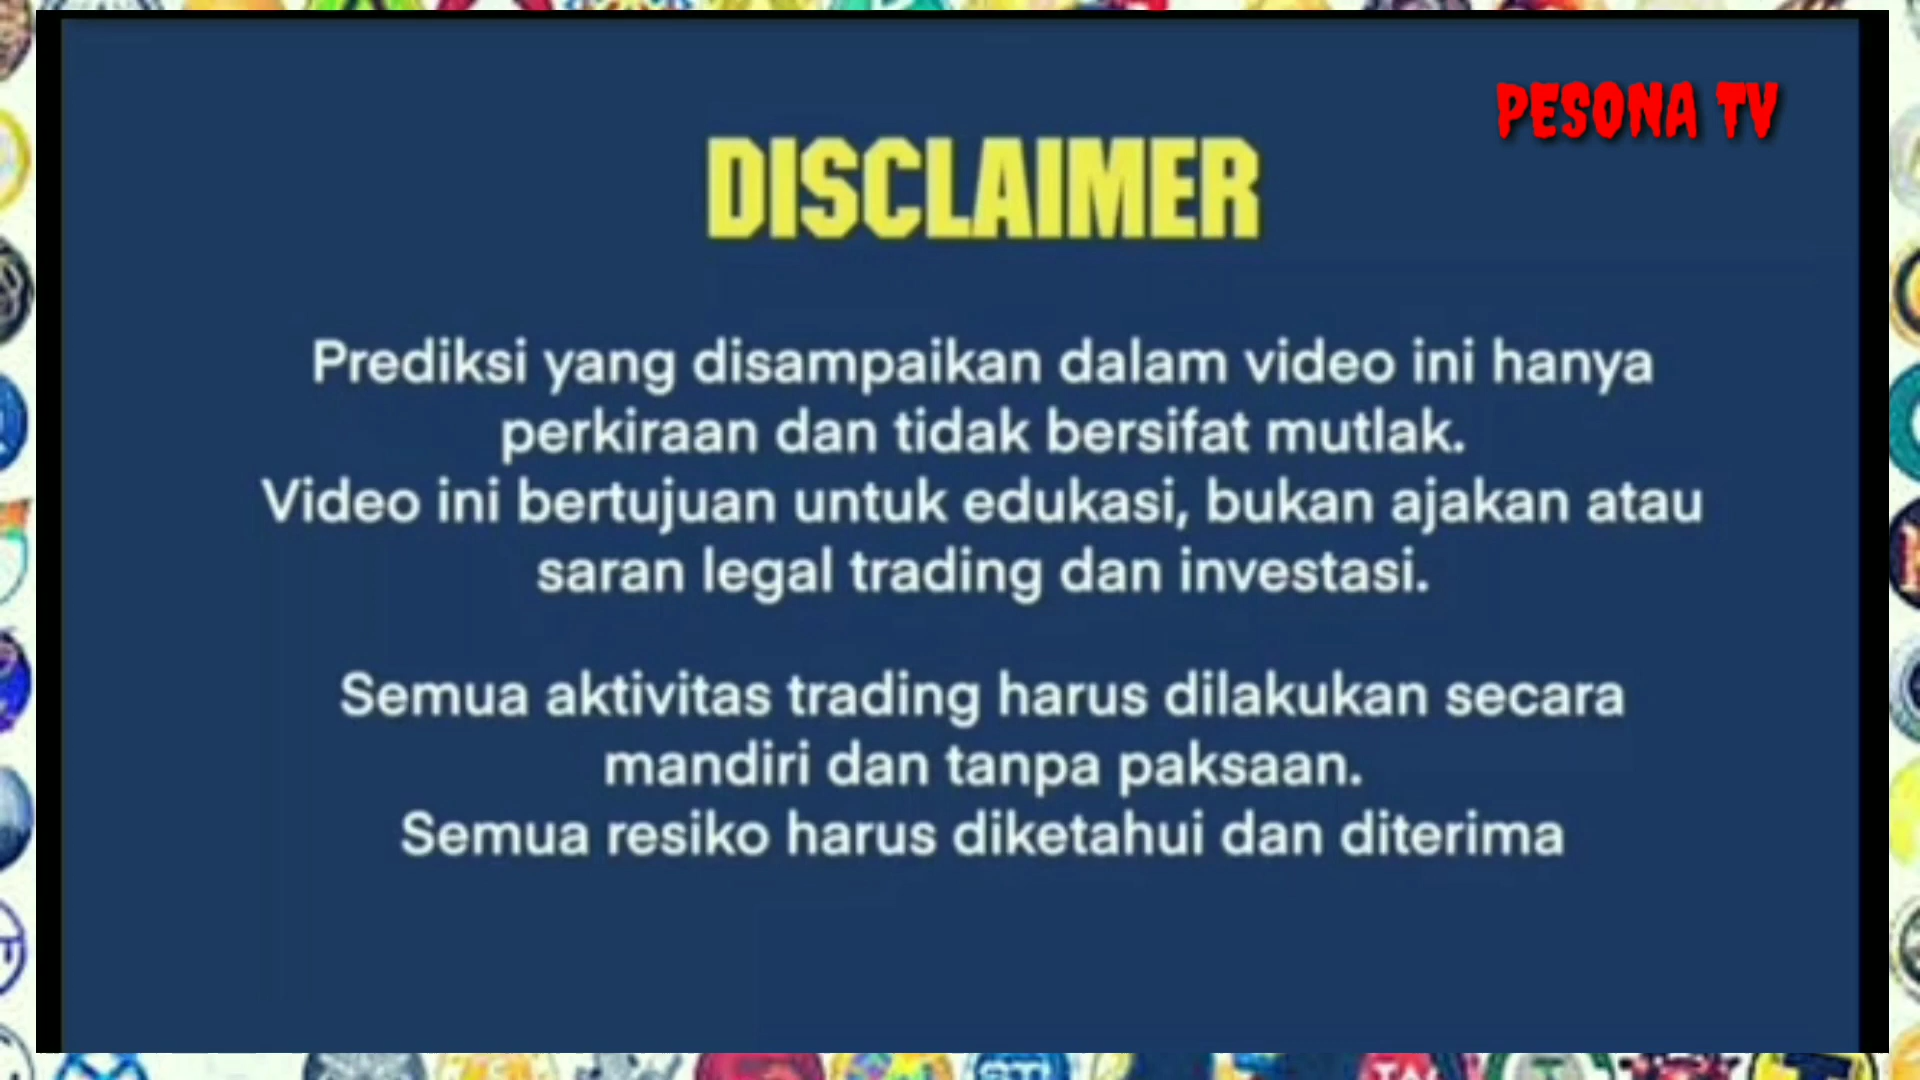 PESONA TV
DISCLAIMER
Prediksi yang disampaikan dalam video ini hanya
perkiraan dan tidak bersifat mutlak.
Video ini bertujuan untuk edukasi, bukan ajakan atau
saran legal trading dan investasi.
Semua aktivitas trading harus dilakukan secara
mandiri dan tanpa paksaan.
Semua resiko harus diketahui dan diterima